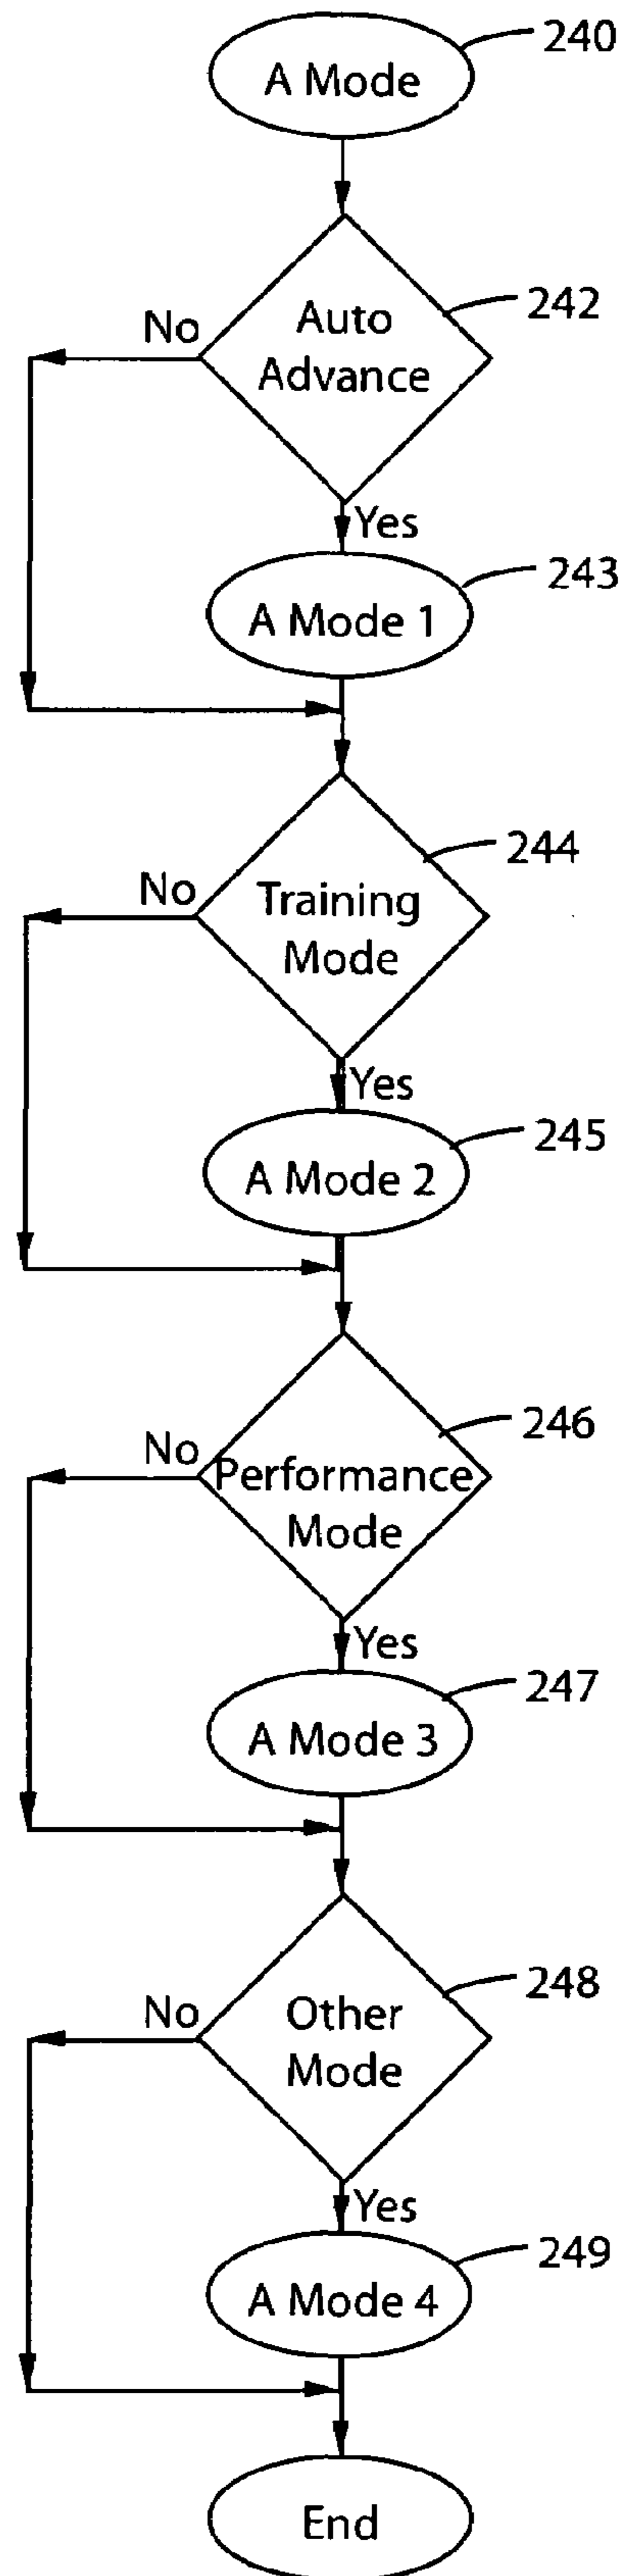 240
A Mode
242
Auto
Advance
No
Yes
243
A Mode 1
244
No
Training
Mode
Yes
245
A Mode 2
246
No
Performance
Mode
Yes
247
A Mode 3
248
No
Other
Mode
Yes
249
A Mode 4
End